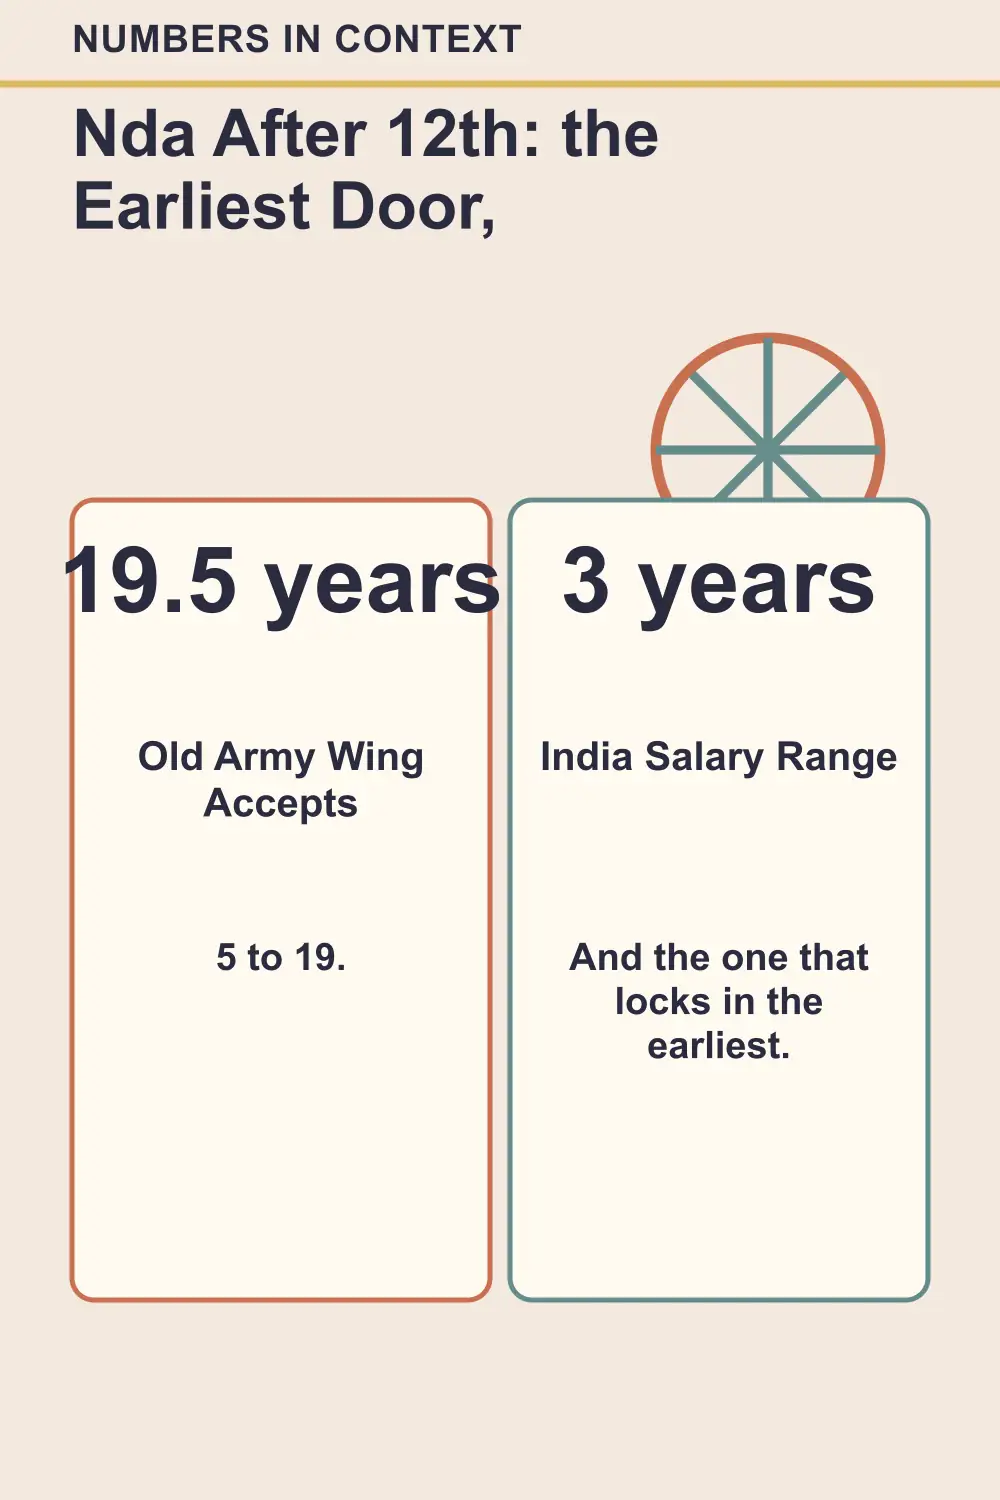 NUMBERS IN CONTEXT
Nda After 12th: the
Earliest Door,
19.5 years
Old Army Wing
Accepts
5 to 19.
3 years
India Salary Range
And the one that
locks in the
earliest.